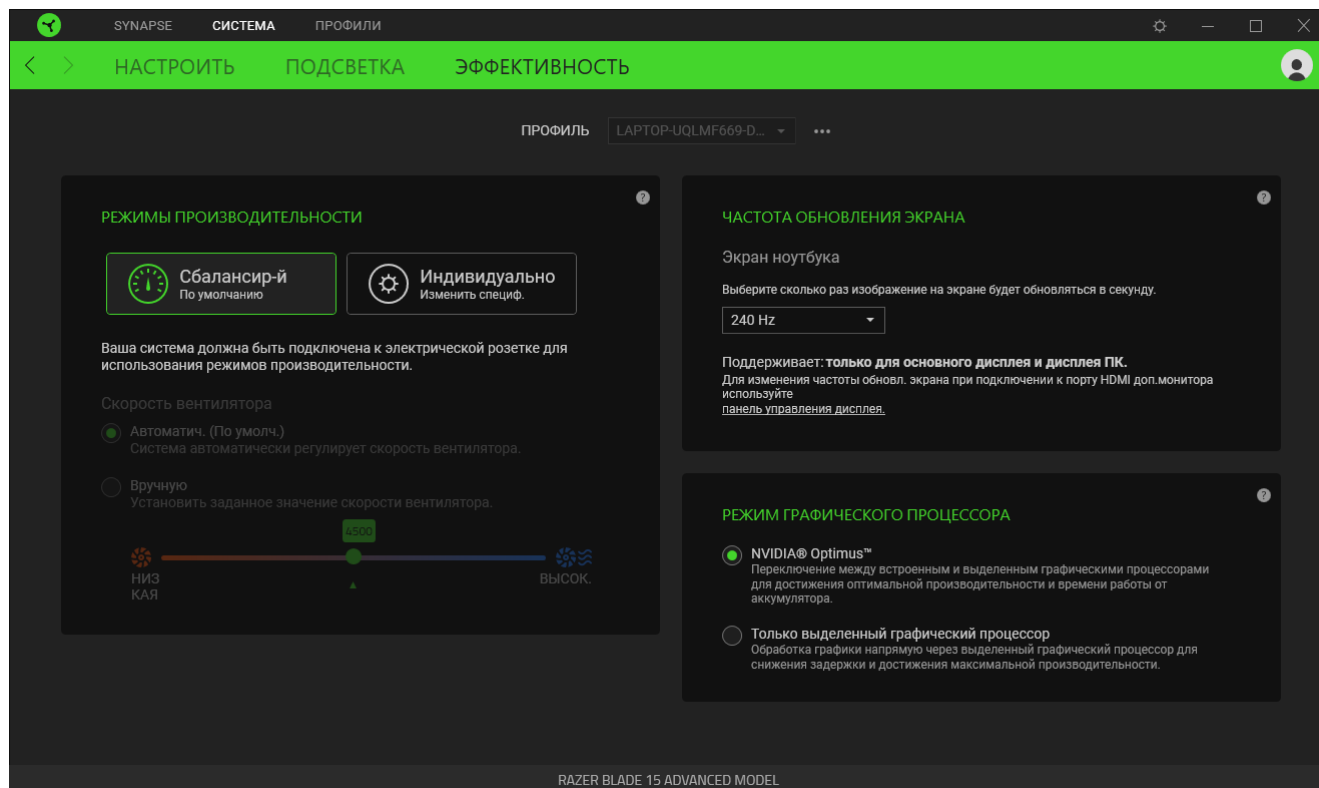 SYNAPSE СИСТЕМА ПРОФИЛИ
НАСТРОИТЬ ПОДСВЕТКА ЭФФЕКТИВНОСТЬ
ПРОФИЛЬ LAPTOP-UQLMF669-D...
РЕЖИМЫ ПРОИЗВОДИТЕЛЬНОСТИ
Сбалансир-й
По умолчанию
Индивидуально
Изменить специф.
Ваша система должна быть подключена к электрической розетке для
использования режимов производительности.
Скорость вентилятора
Автоматич. (По умолч.)
Система автоматически регулирует скорость вентилятора.
Вручную
Установить заданное значение скорости вентилятора.
4500
НИЗ
КАЯ
ВЫСОК.
ЧАСТОТА ОБНОВЛЕНИЯ ЭКРАНА
Экран ноутбука
Выберите сколько раз изображение на экране будет обновляться в секунду.
240 Hz
Поддерживает: только для основного дисплея и дисплея ПК.
Для изменения частоты обновл. экрана при подключении к порту HDMI доп.монитора
используйте
панель управления дисплея.
РЕЖИМ ГРАФИЧЕСКОГО ПРОЦЕССОРА
NVIDIA® Optimus™
Переключение между встроенным и выделенным графическими процессорами
для достижения оптимальной производительности и времени работы от
аккумулятора.
Только выделенный графический процессор
Обработка графики напрямую через выделенный графический процессор для
снижения задержки и достижения максимальной производительности.
RAZER BLADE 15 ADVANCED MODEL